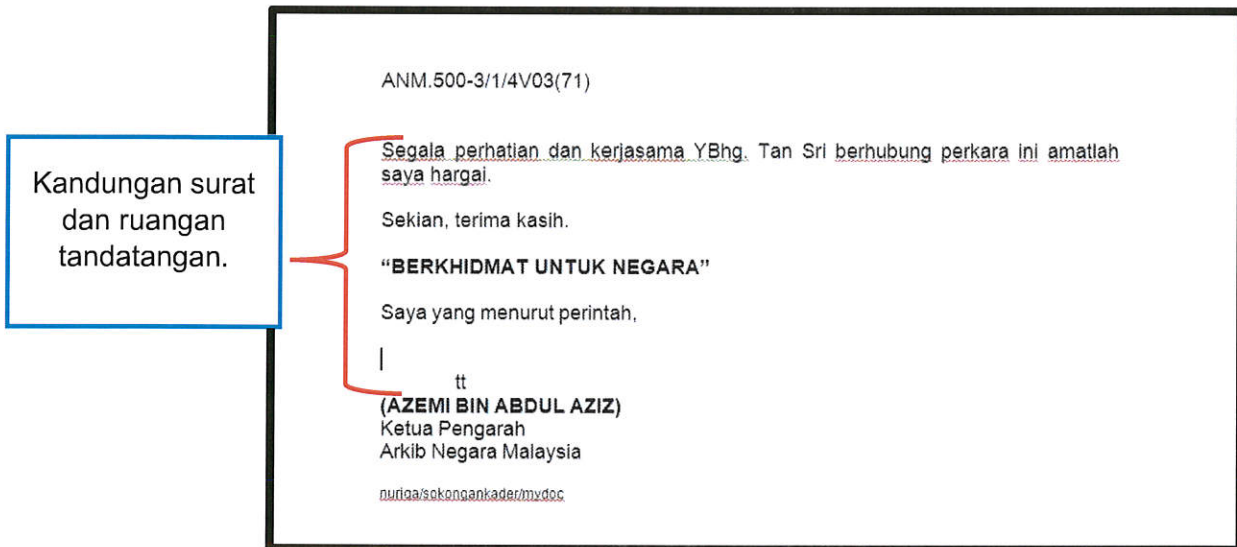 ANM.500-3/1/4V03(71)
Kandungan surat
dan ruangan
tandatangan.
Segala perhatian dan kerjasama YBhg. Tan Sri berhubung perkara ini amatlah
saya hargai.
Sekian, terima kasih.
“BERKHIDMAT UNTUK NEGARA”
Saya yang menurut perintah,
tt
(AZEMI BIN ABDUL AZIZ)
Ketua Pengarah
Arkib Negara Malaysia
nuriga/sokongankader/mydoc